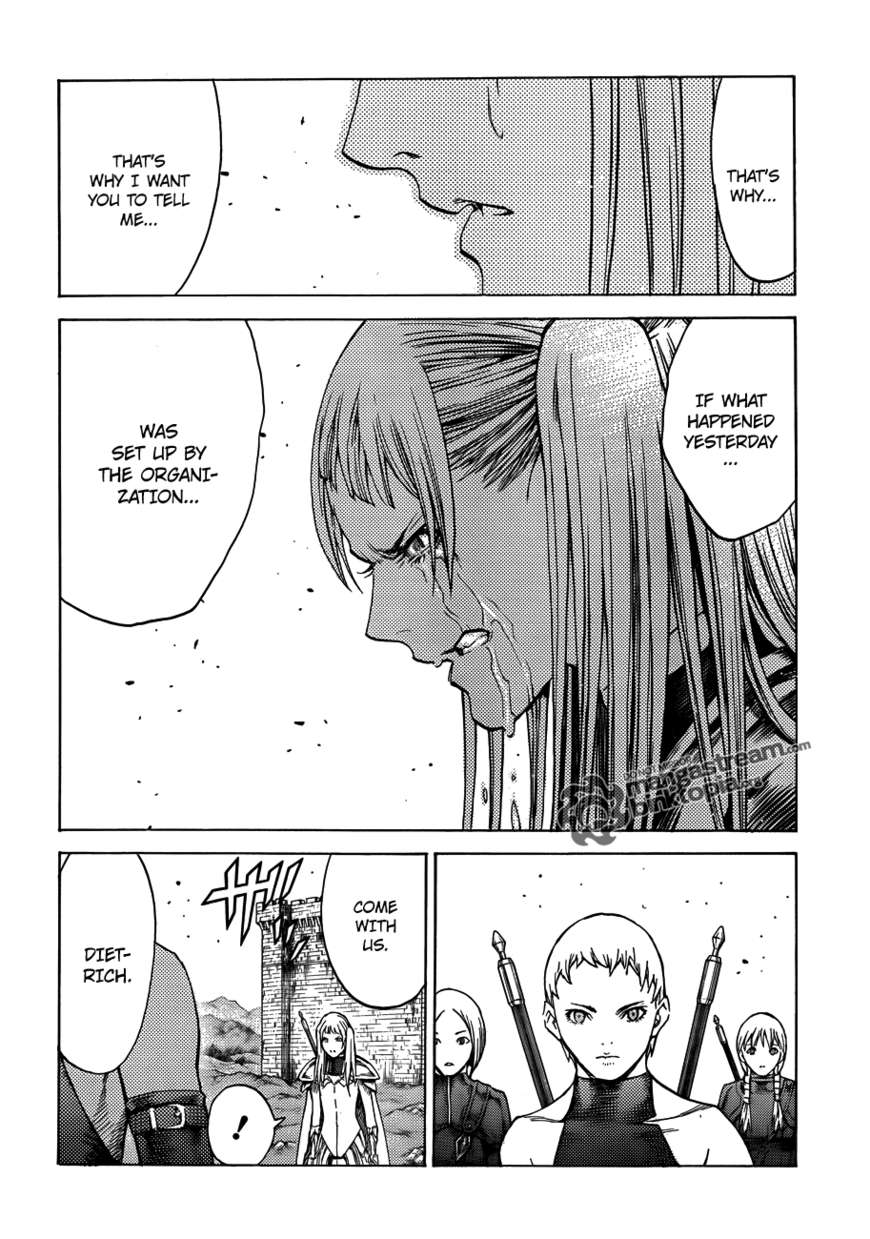 THAT'S
WHY...
THAT'S
WHY I WANT
YOU TO TELL
ME...
IF WHAT
HAPPENED
YESTERDAY
...
WAS
SET UP BY
THE ORGANI-
ZATION...
mangastream.com
binktopia
COME
WITH
US.
DIET-
RICH.
!